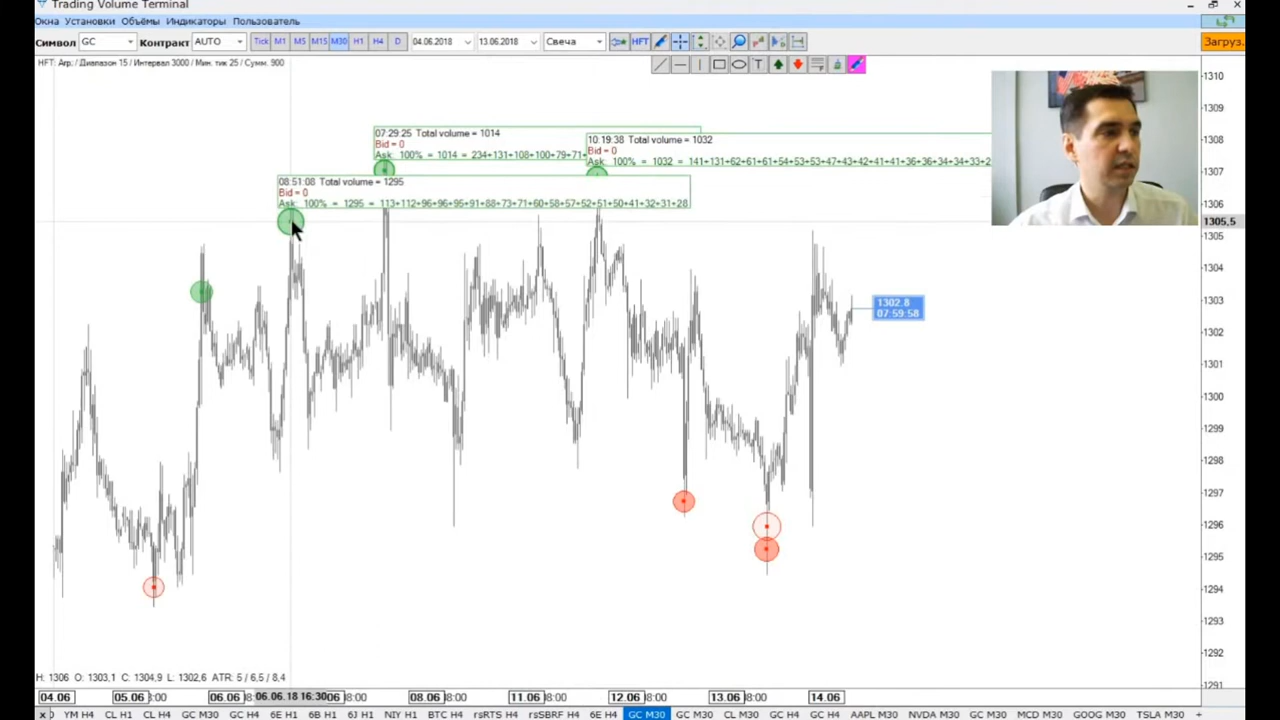 Trading Volume Terminal
Окна Установки Объёмы Индикаторы Пользователь
Символ GC Контракт AUTO Tick M1 M5 M15 M30 H1 H4 D 04.06.2018 13.06.2018 Свеча HFT Загруз.
HFT: Агр.: / Диапазон 15 / Интервал 3000 / Мин. тик 25 / Сумм. 900
T
07:29:25 Total volume = 1014
Bid = 0
Ask: 100% = 1014 = 234+131+108+100+79+71+
10:19:38 Total volume = 1032
Bid = 0
Ask: 100% = 1032 = 141+131+62+61+61+54+53+53+47+43+42+41+41+36+36+34+34+33+2
08:51:08 Total volume = 1295
Bid = 0
Ask: 100% = 1295 = 113+112+96+96+95+91+88+73+71+60+58+57+52+51+50+41+32+31+28
1310
1309
1308
1307
1306
1305,5
1305
1304
1303
1302
1301
1300
1299
1298
1297
1296
1295
1294
1293
1292
1291
1302.8
07:59:58
H: 1306 O: 1303,1 C: 1304,9 L: 1302,6 ATR: 5 / 6,5 / 8,4
04.06 05.06 8:00 06.06 06.06.18 16:30 06 8:00 08.06 8:00 11.06 8:00 12.06 8:00 13.06 8:00 14.06
x YM H4 CL H1 CL H4 GC M30 GC H4 6E H1 6B H1 6J H1 NIY H1 BTC H4 rsRTS H4 rsSBRF H4 6E H4 GC M30 GC M30 CL M30 GC H4 GC H4 AAPL M30 NVDA M30 GC M30 MCD M30 GOOG M30 TSLA M30 +